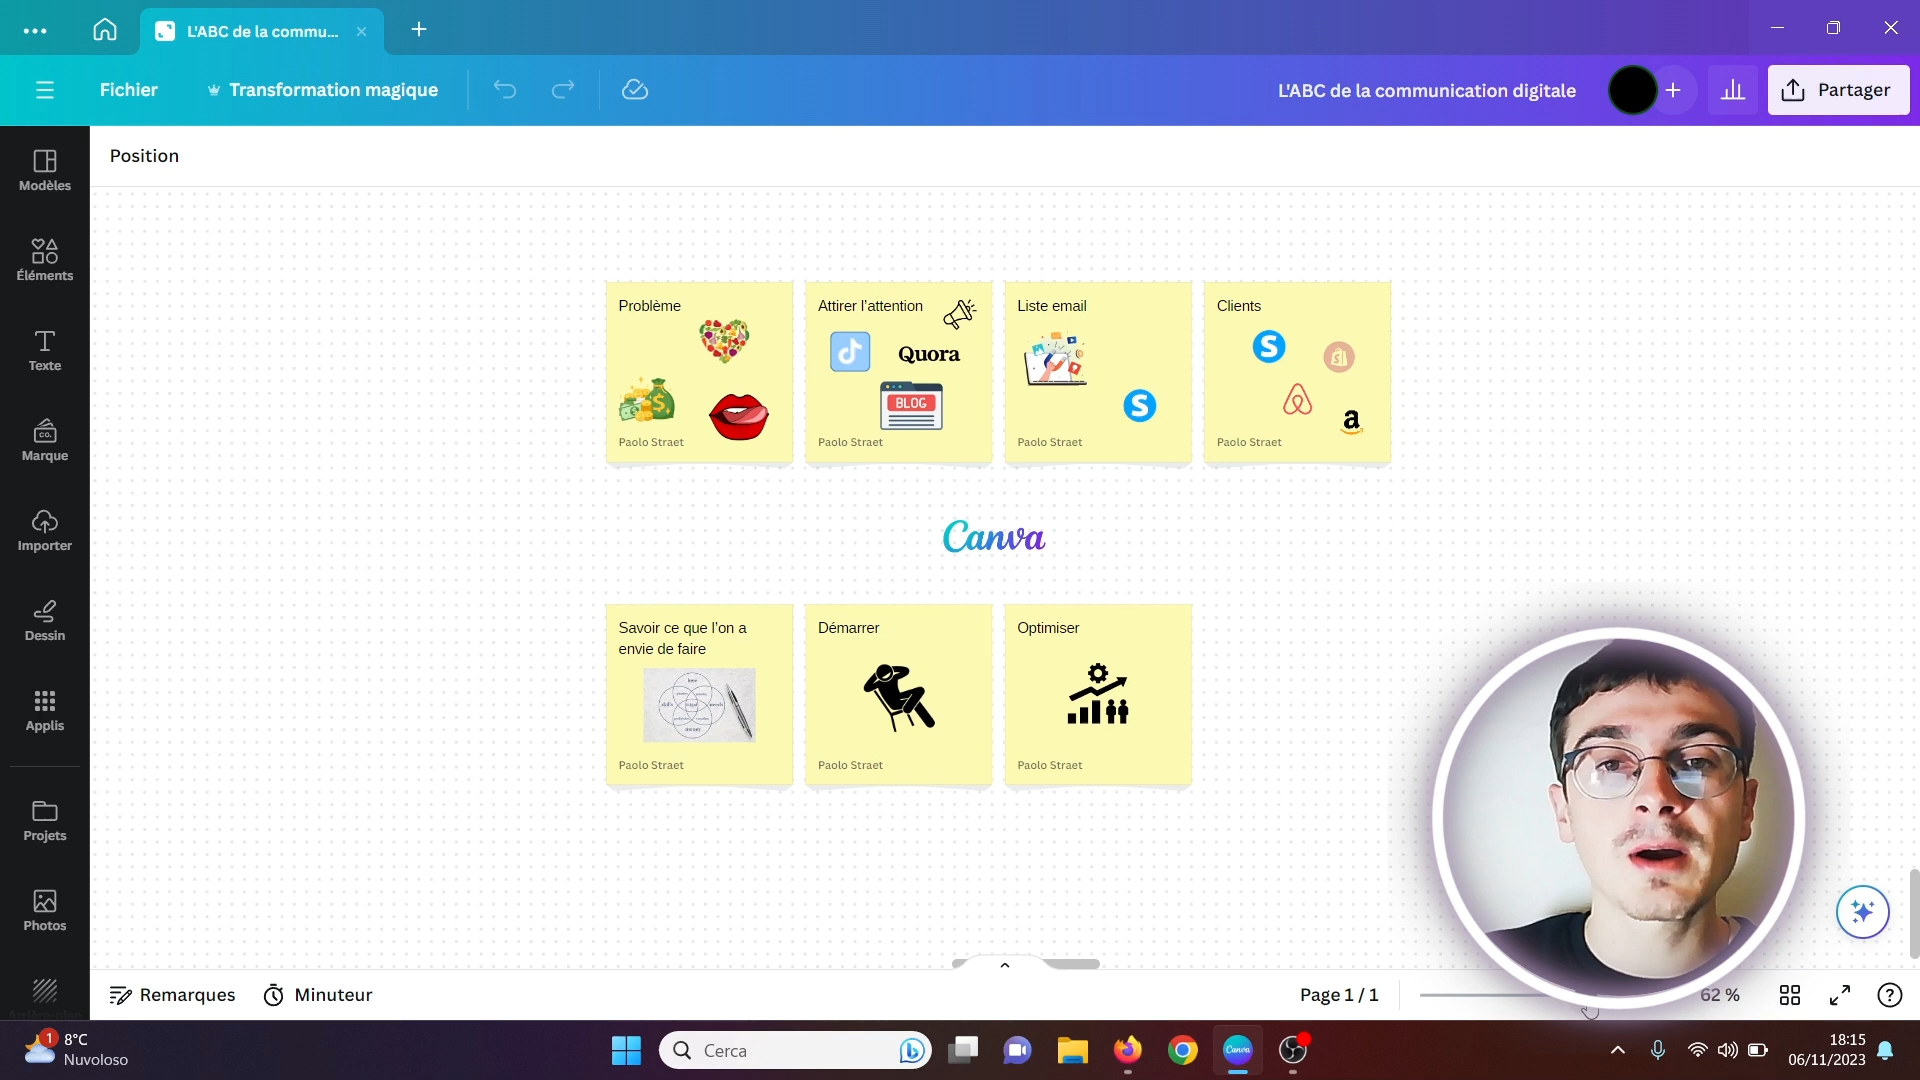 L'ABC de la commu...
Fichier
Transformation magique
L'ABC de la communication digitale
Partager
Position
Modèles
Éléments
Texte
Marque
CO.
Importer
Dessin
Applis
Projets
Photos
Problème
Paolo Straet
Attirer l'attention
Quora
BLOG
Paolo Straet
Liste email
S
Paolo Straet
Clients
S
a
Paolo Straet
Canva
Savoir ce que l'on a
envie de faire
Paolo Straet
Démarrer
Paolo Straet
Optimiser
Paolo Straet
Remarques
Minuteur
Page 1 / 1
62 %
1
8°C
Nuvoloso
Cerca
Canva
18:15
06/11/2023